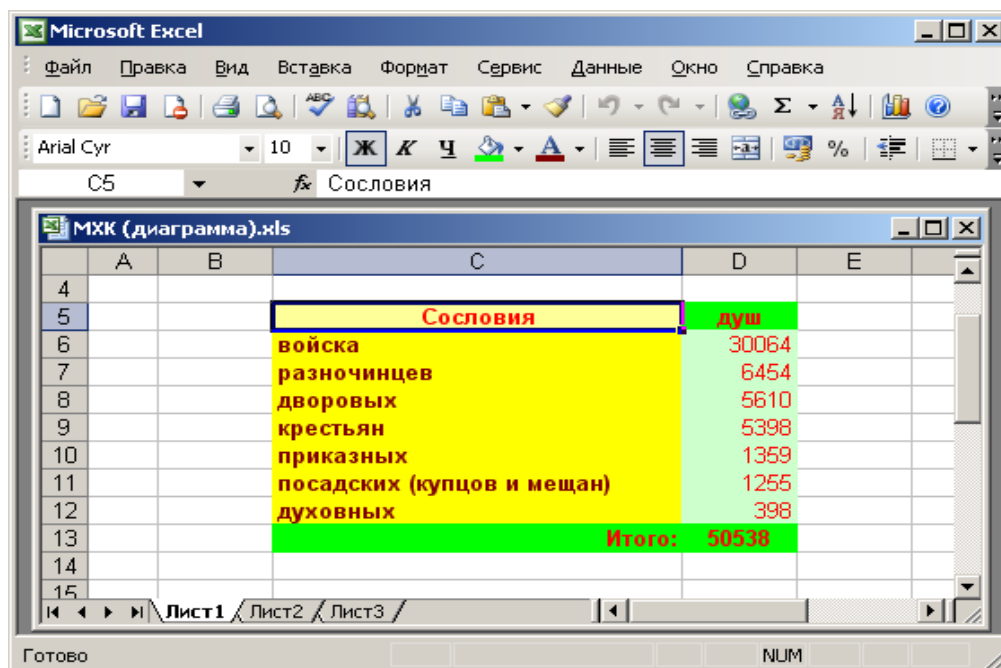 Microsoft Excel
Файл Правка Вид Вставка Формат Сервис Данные Окно Справка
ABC Σ А Я
Arial Cyr 10 Ж К Ч A %
C5 fx Сословия
МХК (диаграмма).xls
A B C D E
4
5 Сословия душ
6 войска 30064
7 разночинцев 6454
8 дворовых 5610
9 крестьян 5398
10 приказных 1359
11 посадских (купцов и мещан) 1255
12 духовных 398
13 Итого: 50538
14
15
Лист1 Лист2 Лист3
Готово NUM